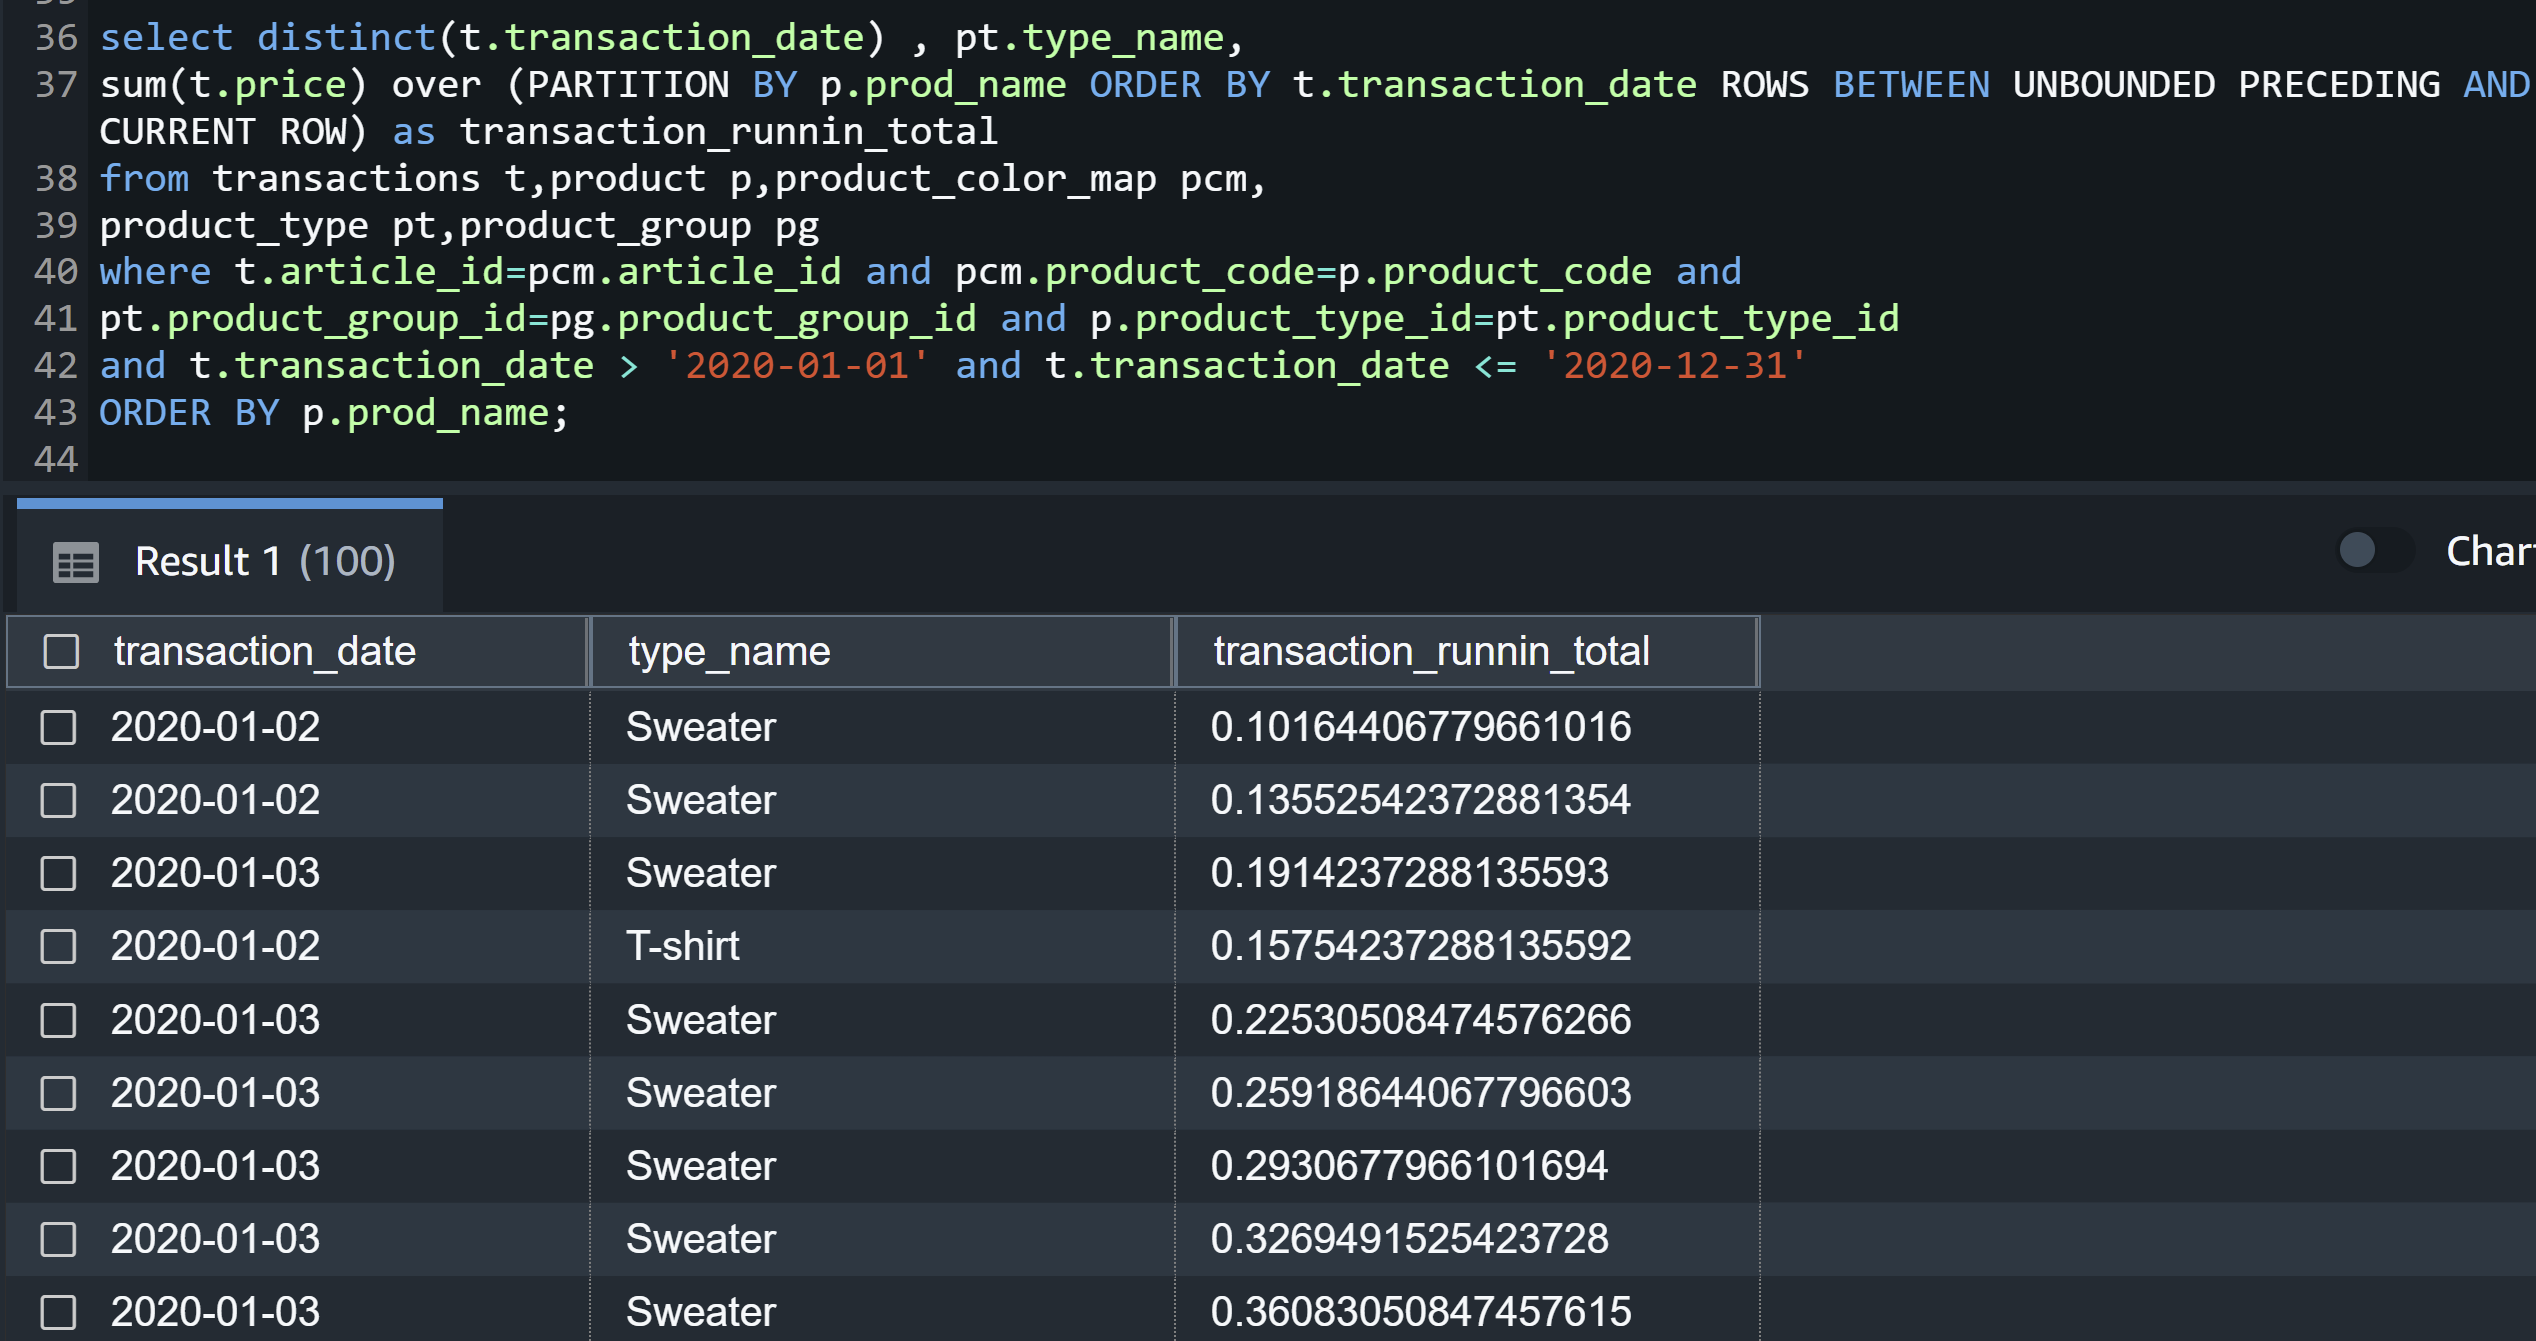 36 select distinct(t.transaction_date) , pt.type_name,
37 sum(t.price) over (PARTITION BY p.prod_name ORDER BY t.transaction_date ROWS BETWEEN UNBOUNDED PRECEDING AND
CURRENT ROW) as transaction_runnin_total
38 from transactions t,product p,product_color_map pcm,
39 product_type pt,product_group pg
40 where t.article_id=pcm.article_id and pcm.product_code=p.product_code and
41 pt.product_group_id=pg.product_group_id and p.product_type_id=pt.product_type_id
42 and t.transaction_date > '2020-01-01' and t.transaction_date <= '2020-12-31'
43 ORDER BY p.prod_name;
44
Result 1 (100)
transaction_date type_name transaction_runnin_total
2020-01-02 Sweater 0.10164406779661016
2020-01-02 Sweater 0.13552542372881354
2020-01-03 Sweater 0.1914237288135593
2020-01-02 T-shirt 0.15754237288135592
2020-01-03 Sweater 0.22530508474576266
2020-01-03 Sweater 0.25918644067796603
2020-01-03 Sweater 0.2930677966101694
2020-01-03 Sweater 0.3269491525423728
2020-01-03 Sweater 0.36083050847457615